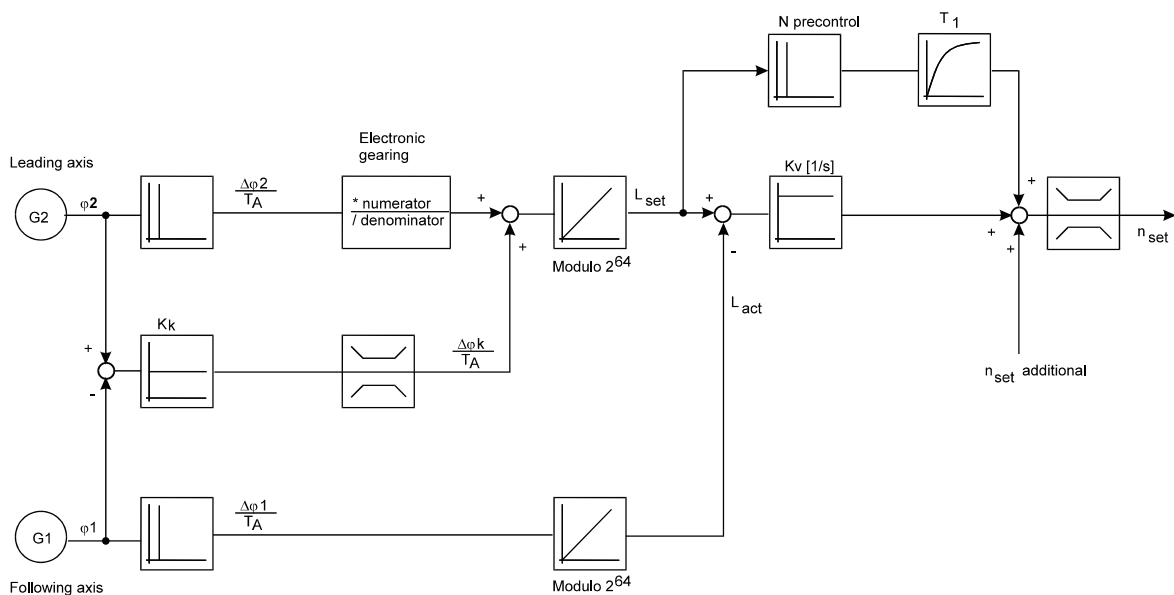 N precontrol
T1
Electronic
gearing
Leading axis
Kv [1/s]
G2
φ2
Δφ2
TA
* numerator
/ denominator
+
+
Modulo 2^64
L set
+
-
+
+
+
n set
L act
Kk
+
-
Δφk
TA
n set additional
G1
φ1
Δφ1
TA
Modulo 2^64
Following axis